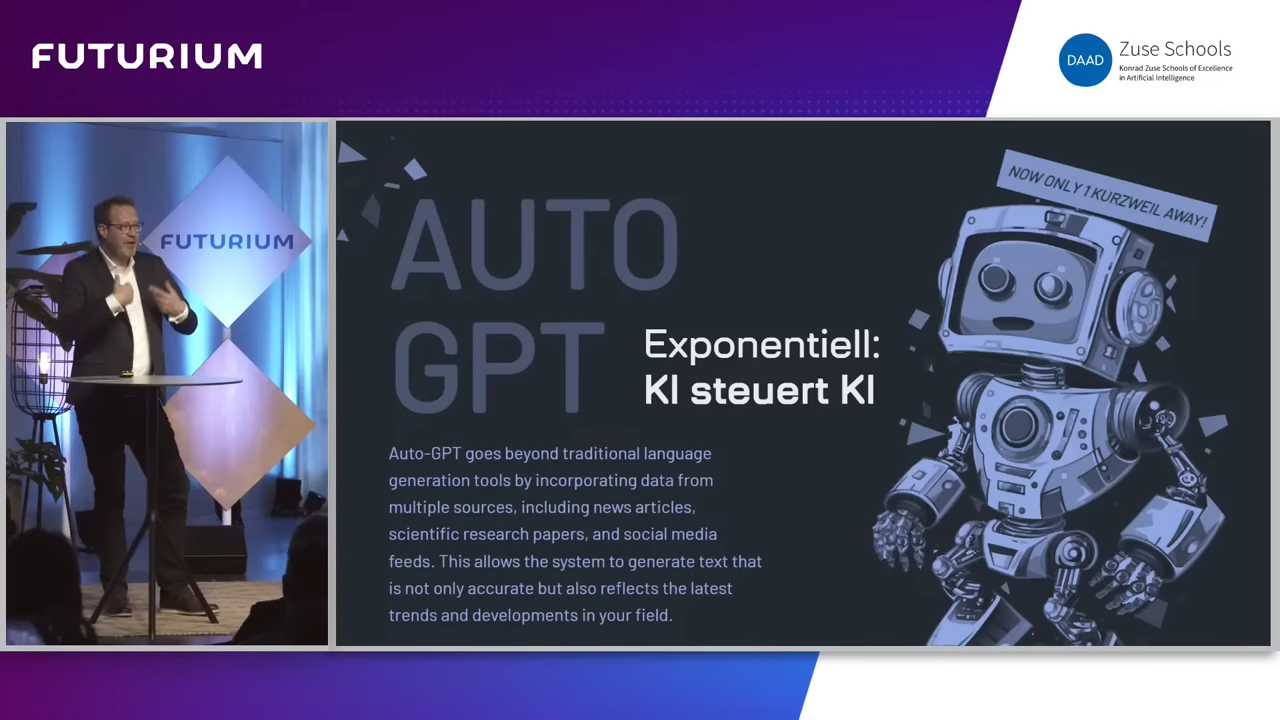 FUTURIUM
DAAD
Zuse Schools
Konrad Zuse Schools of Excellence
in Artificial Intelligence
FUTURIUM
NOW ONLY 1 KURZWEIL AWAY!
AUTO
GPT
Exponentiell:
KI steuert KI
Auto-GPT goes beyond traditional language
generation tools by incorporating data from
multiple sources, including news articles,
scientific research papers, and social media
feeds. This allows the system to generate text that
is not only accurate but also reflects the latest
trends and developments in your field.